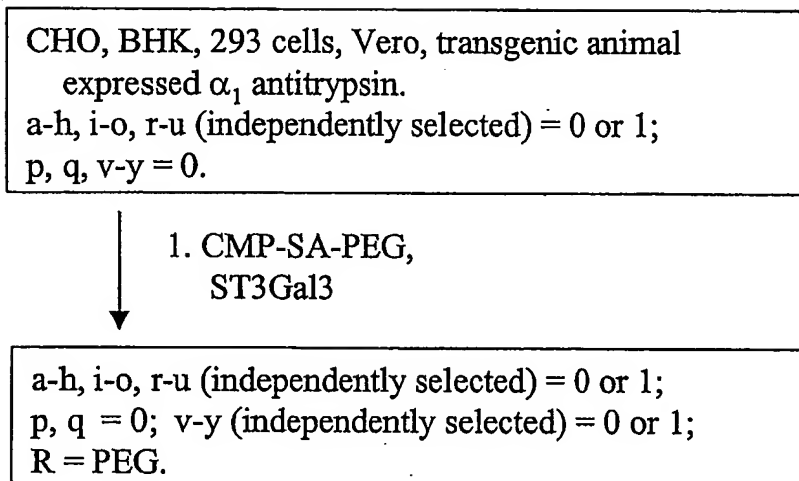 CHO, BHK, 293 cells, Vero, transgenic animal
expressed α₁ antitrypsin.
a-h, i-o, r-u (independently selected) = 0 or 1;
p, q, v-y = 0.
1. CMP-SA-PEG,
ST3Gal3
a-h, i-o, r-u (independently selected) = 0 or 1;
p, q = 0; v-y (independently selected) = 0 or 1;
R = PEG.